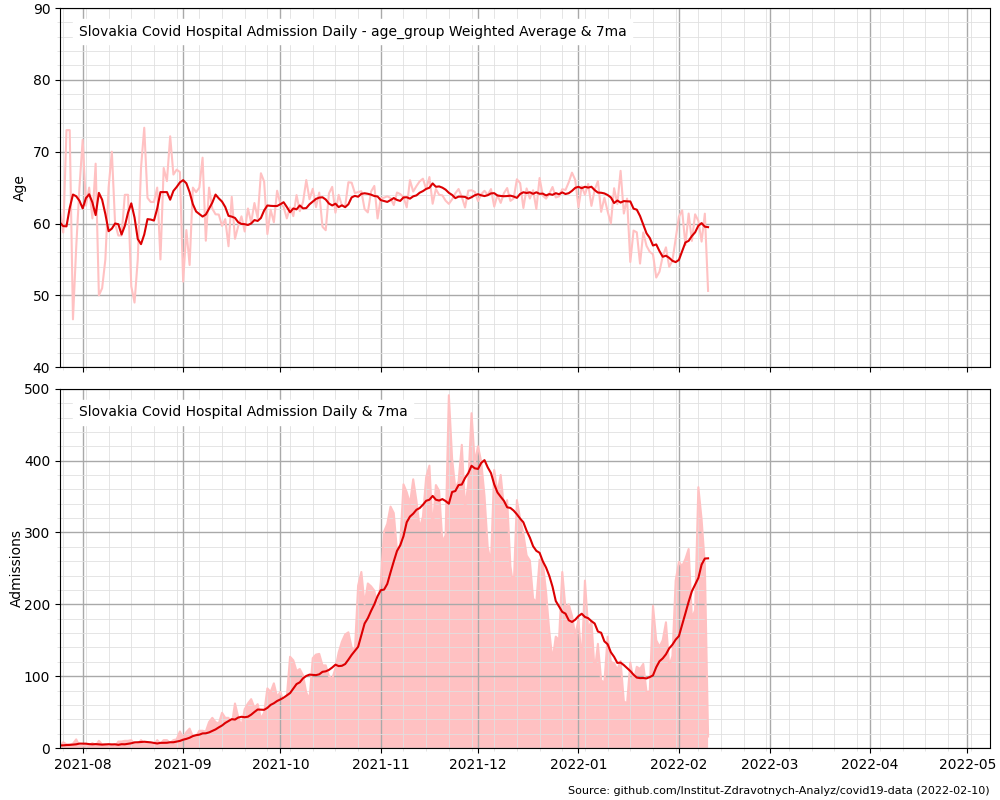 Slovakia Covid Hospital Admission Daily - age_group Weighted Average & 7ma
90
80
70
60
50
40
Age
Slovakia Covid Hospital Admission Daily & 7ma
500
400
300
200
100
0
Admissions
2021-08 2021-09 2021-10 2021-11 2021-12 2022-01 2022-02 2022-03 2022-04 2022-05
Source: github.com/Institut-Zdravotnych-Analyz/covid19-data (2022-02-10)